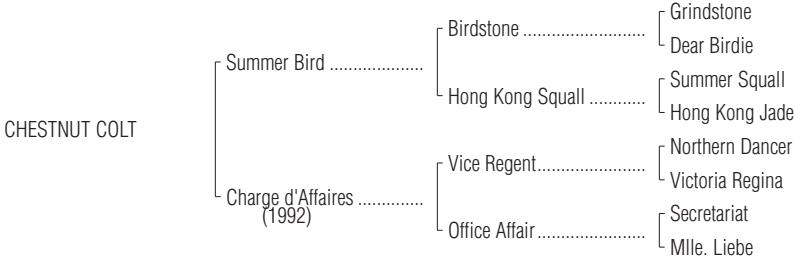 Grindstone
Birdstone ..........................
Dear Birdie
Summer Bird ....................
Summer Squall
Hong Kong Squall ............
Hong Kong Jade
CHESTNUT COLT
Northern Dancer
Vice Regent.......................
Victoria Regina
Charge d'Affaires ..............
(1992)
Secretariat
Office Affair.......................
Mlle. Liebe